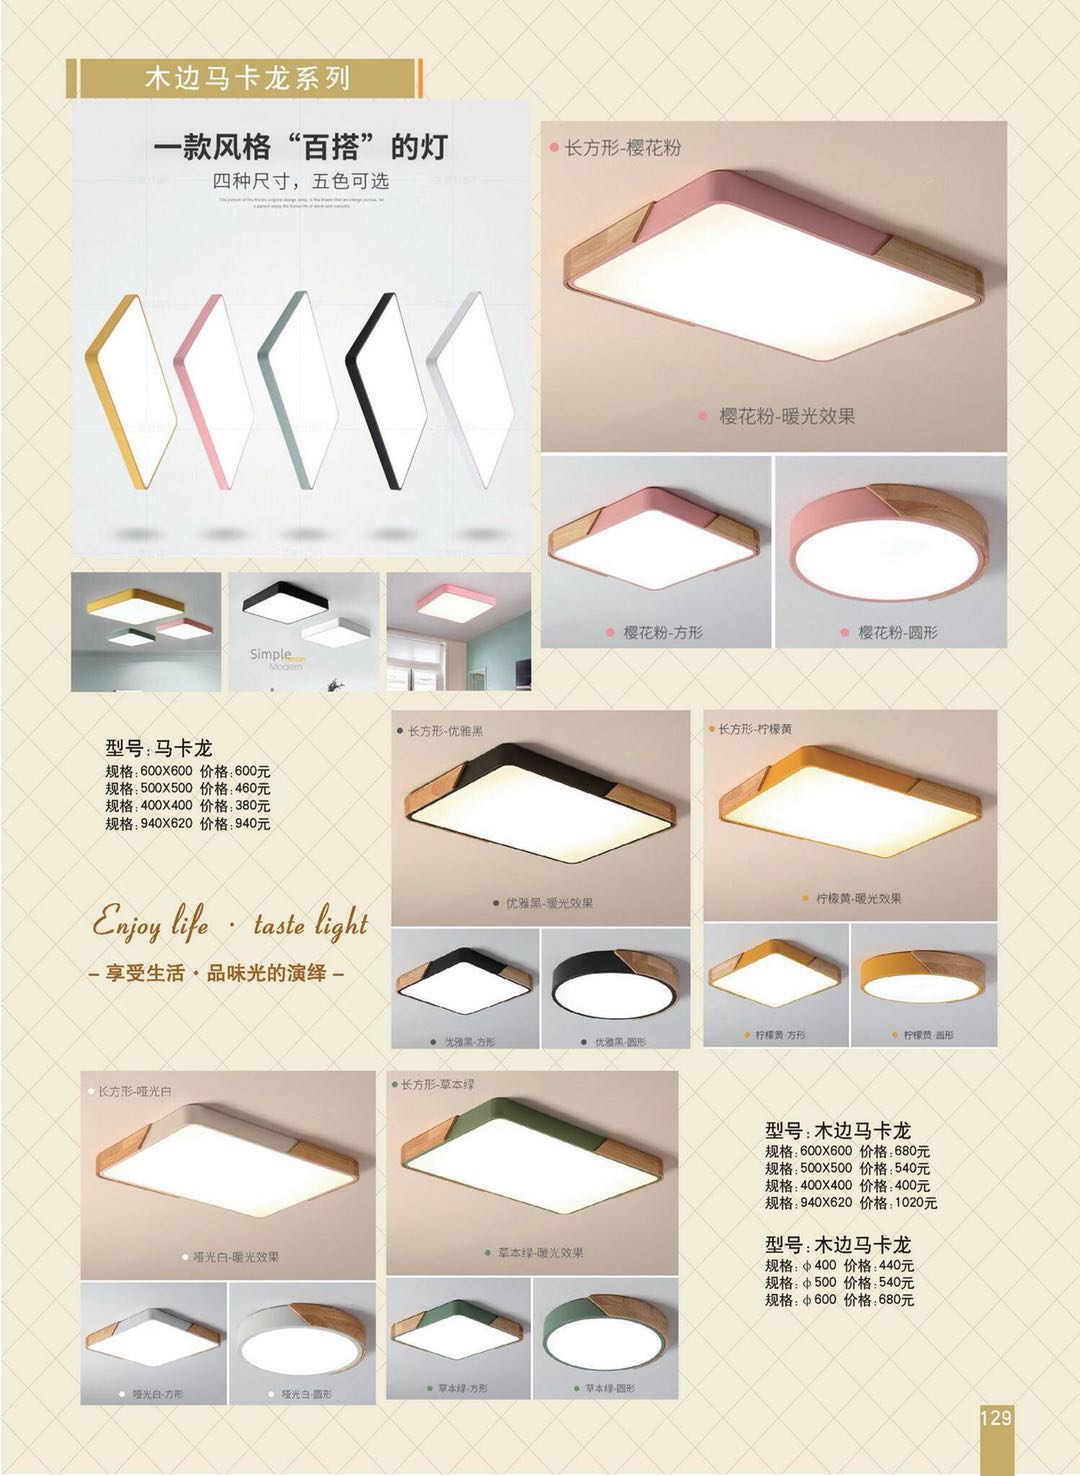 木边马卡龙系列
一款风格“百搭”的灯
四种尺寸，五色可选
长方形-樱花粉
樱花粉-暖光效果
樱花粉-方形
樱花粉-圆形
Simple
Fashion
Modern
型号:马卡龙
规格:600X600 价格:600元
规格:500X500 价格:460元
规格:400X400 价格:380元
规格:940X620 价格:940元
长方形-优雅黑
优雅黑-暖光效果
优雅黑-方形
优雅黑-圆形
长方形-柠檬黄
柠檬黄-暖光效果
柠檬黄 方形
柠檬黄 圆形
Enjoy life · taste light
– 享受生活·品味光的演绎 –
长方形-哑光白
哑光白-暖光效果
哑光白-方形
哑光白-圆形
长方形-草本绿
草本绿-暖光效果
草本绿-方形
草本绿-圆形
型号:木边马卡龙
规格:600X600 价格:680元
规格:500X500 价格:540元
规格:400X400 价格:400元
规格:940X620 价格:1020元
型号:木边马卡龙
规格:φ400 价格:440元
规格:φ500 价格:540元
规格:φ600 价格:680元
129